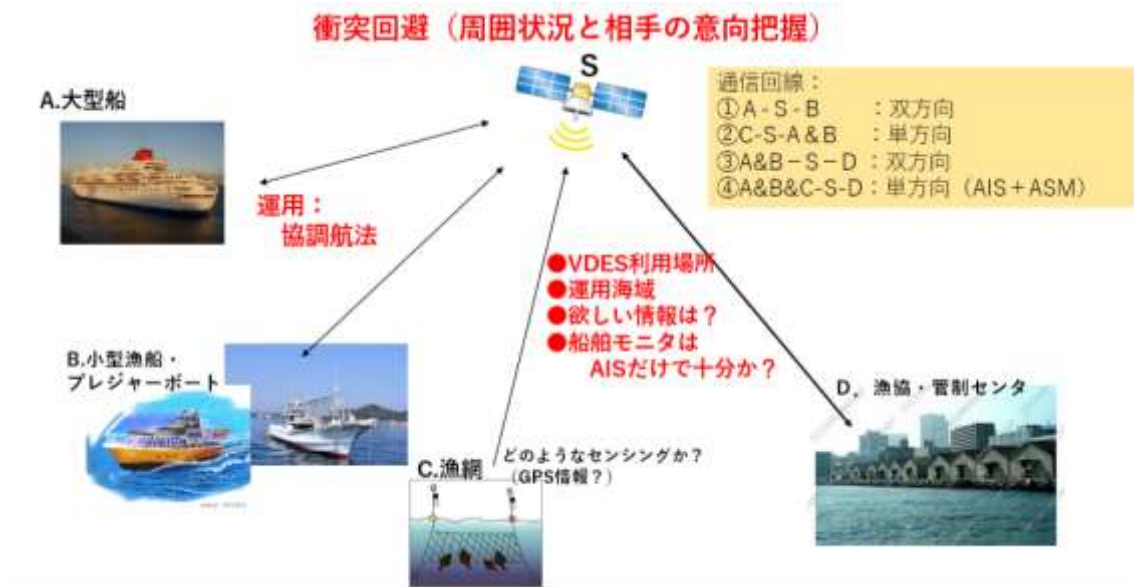 衝突回避（周囲状況と相手の意向把握）
S
通信回線：
①A - S - B　　：双方向
②C-S-A＆B　：単方向
③A&B－S－D：双方向
④A&B&C-S-D：単方向（AIS＋ASM）
A.大型船
運用：
協調航法
●VDES利用場所
●運用海域
●欲しい情報は？
●船舶モニタは
AISだけで十分か？
B.小型漁船・
プレジャーボート
D．漁協・管制センタ
どのようなセンシングか？
（GPS情報？）
C.漁網